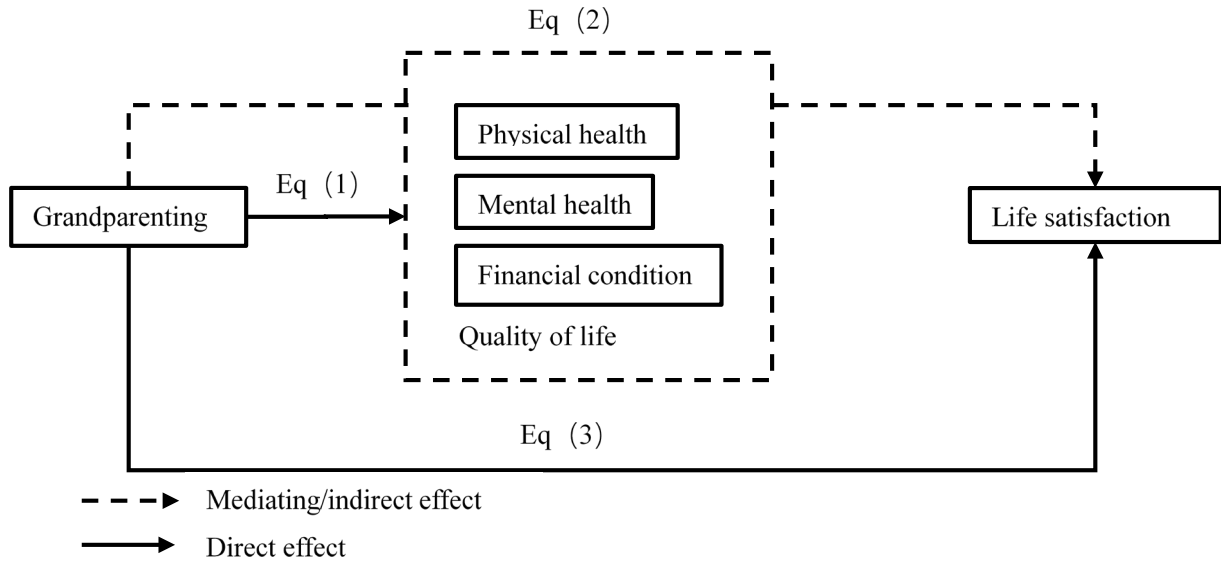 Eq（2）
Physical health
Eq（1）
Mental health
Grandparenting
Life satisfaction
Financial condition
Quality of life
Eq（3）
Mediating/indirect effect
Direct effect